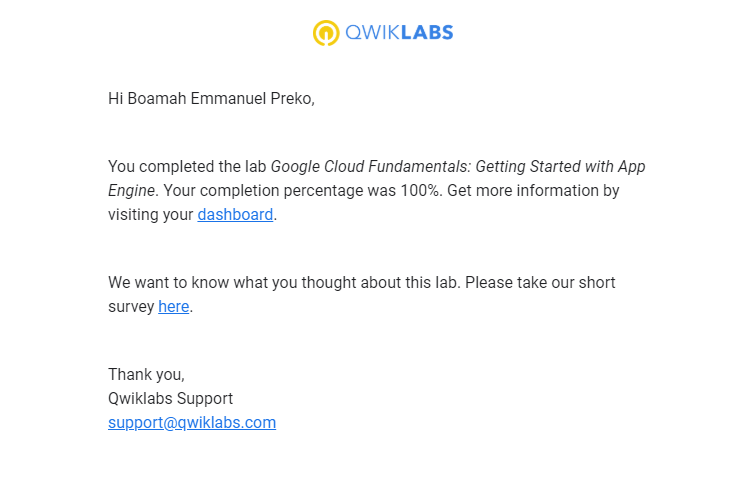 QWIKLABS
Hi Boamah Emmanuel Preko,
You completed the lab Google Cloud Fundamentals: Getting Started with App
Engine. Your completion percentage was 100%. Get more information by
visiting your dashboard.
We want to know what you thought about this lab. Please take our short
survey here.
Thank you,
Qwiklabs Support
support@qwiklabs.com